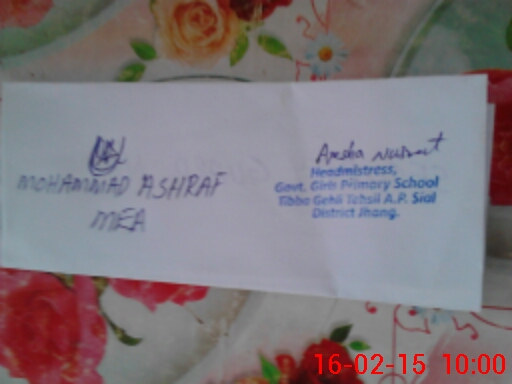 MOHAMMAD ASHRAF
MEA
Headmistress,
Govt. Girls Primary School
Tibba Gehli Tehsil A.P. Sial
District Jhang.
16-02-15 10:00